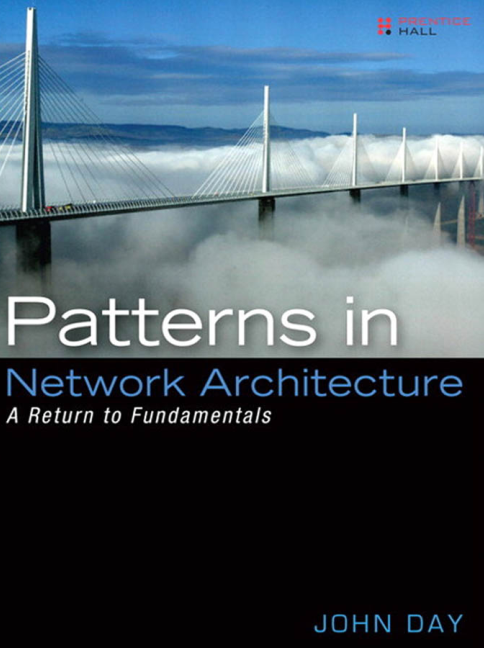 PRENTICE
HALL
Patterns in
Network Architecture
A Return to Fundamentals
JOHN DAY